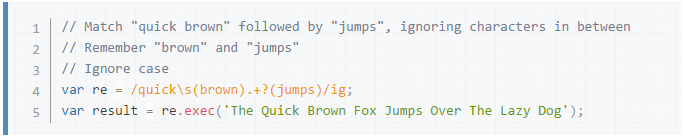 1 // Match "quick brown" followed by "jumps", ignoring characters in between
2 // Remember "brown" and "jumps"
3 // Ignore case
4 var re = /quick\s(brown).+?(jumps)/ig;
5 var result = re.exec('The Quick Brown Fox Jumps Over The Lazy Dog');